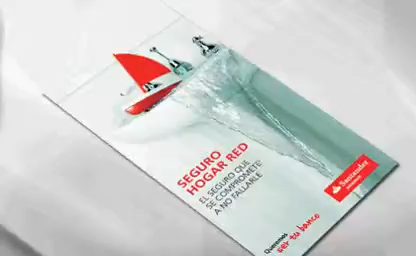 SEGURO
HOGAR RED
EL SEGURO QUE
SE COMPROMETE
A NO FALLARLE
Santander
Queremos
ser tu banco